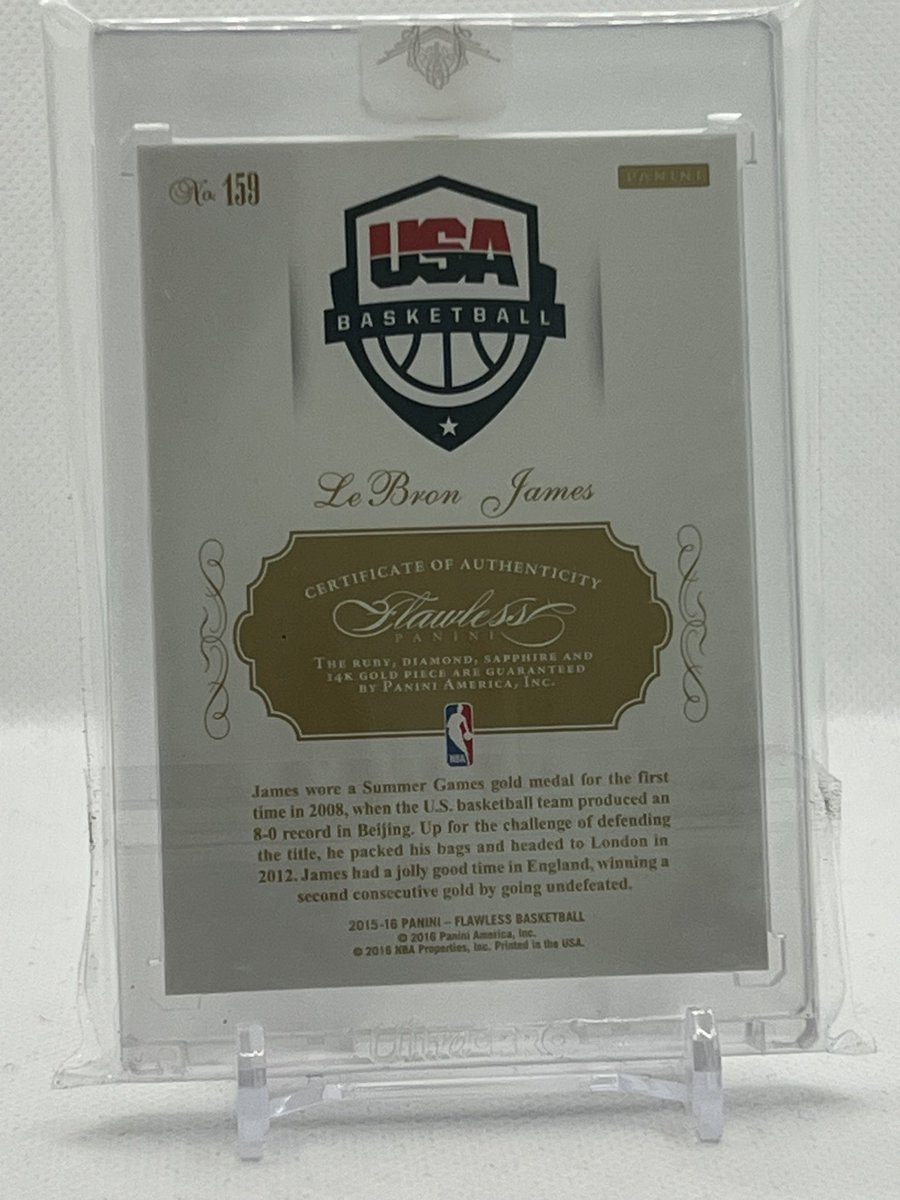 No. 159
PANINI
USA
BASKETBALL
LeBron James
CERTIFICATE OF AUTHENTICITY
Flawless
PANINI
THE RUBY, DIAMOND, SAPPHIRE AND
14K GOLD PIECE ARE GUARANTEED
BY PANINI AMERICA, INC.
NBA
James wore a Summer Games gold medal for the first
time in 2008, when the U.S. basketball team produced an
8-0 record in Beijing. Up for the challenge of defending
the title, he packed his bags and headed to London in
2012. James had a jolly good time in England, winning a
second consecutive gold by going undefeated.
2015-16 PANINI – FLAWLESS BASKETBALL
© 2016 Panini America, Inc.
© 2016 NBA Properties, Inc. Printed in the USA.
Ultra PRO